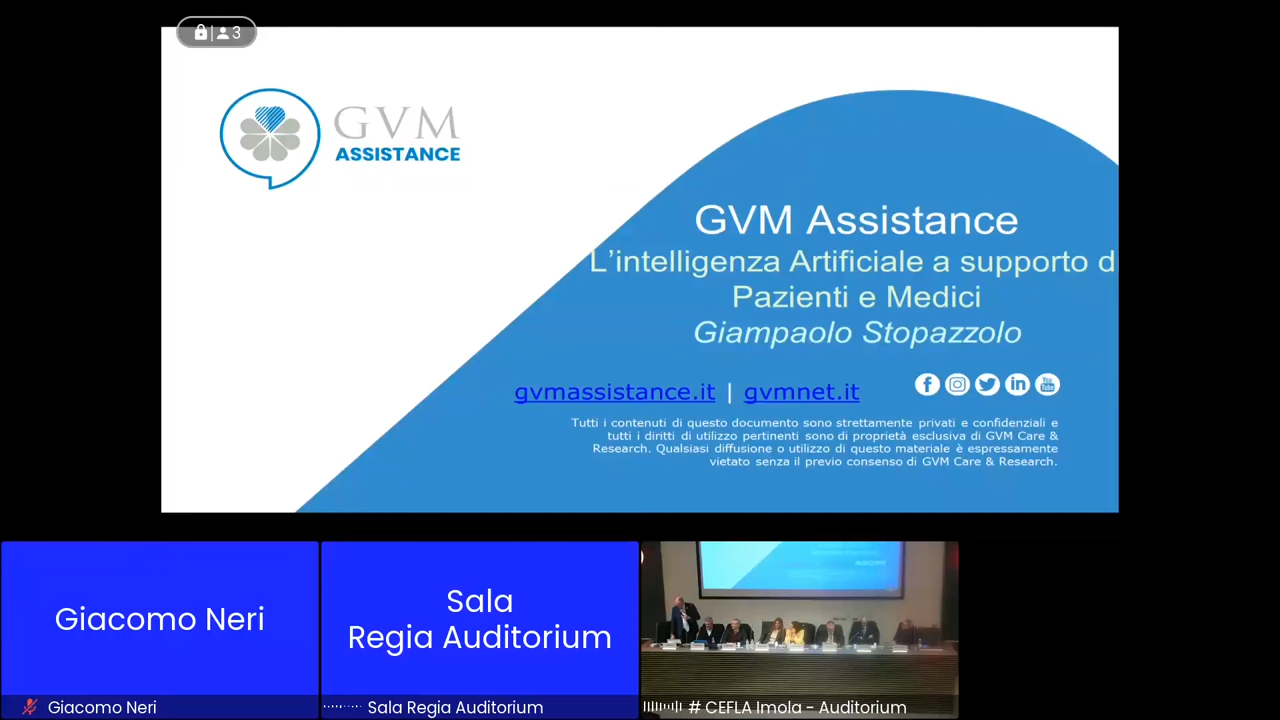 3
GVM
ASSISTANCE
GVM Assistance
L'intelligenza Artificiale a supporto d
Pazienti e Medici
Giampaolo Stopazzolo
gvmassistance.it | gvmnet.it
Tutti i contenuti di questo documento sono strettamente privati e confidenziali e
tutti i diritti di utilizzo pertinenti sono di proprietà esclusiva di GVM Care &
Research. Qualsiasi diffusione o utilizzo di questo materiale è espressamente
vietato senza il previo consenso di GVM Care & Research.
Giacomo Neri
Sala
Regia Auditorium
Giacomo Neri
Sala Regia Auditorium
# CEFLA Imola - Auditorium